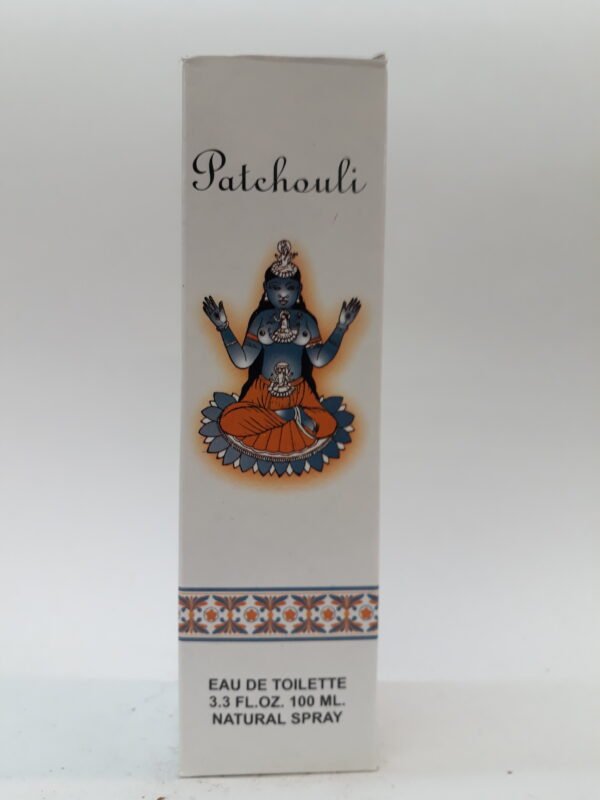 Patchouli
EAU DE TOILETTE
3.3 FL.OZ. 100 ML.
NATURAL SPRAY